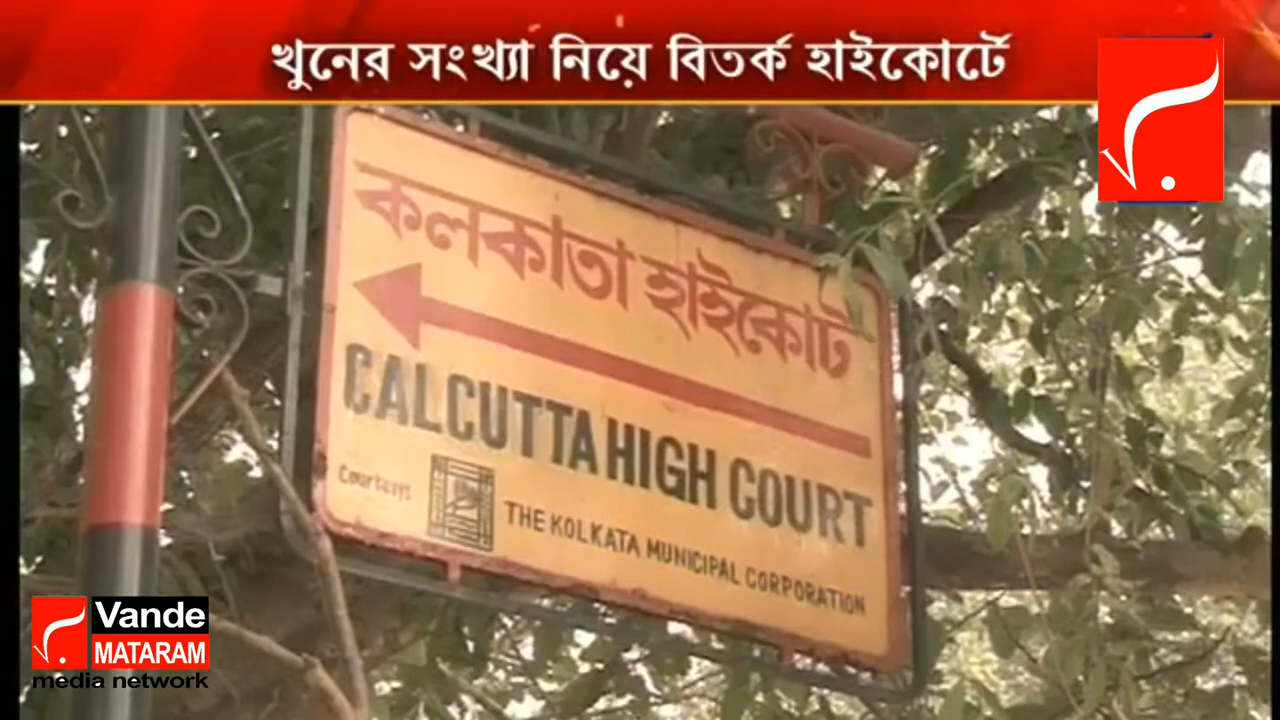 খুনের সংখ্যা নিয়ে বিতর্ক হাইকোর্টে
কলকাতা হাইকোর্ট
CALCUTTA HIGH COURT
Courtesy:
THE KOLKATA MUNICIPAL CORPORATION
Vande
MATARAM
media network